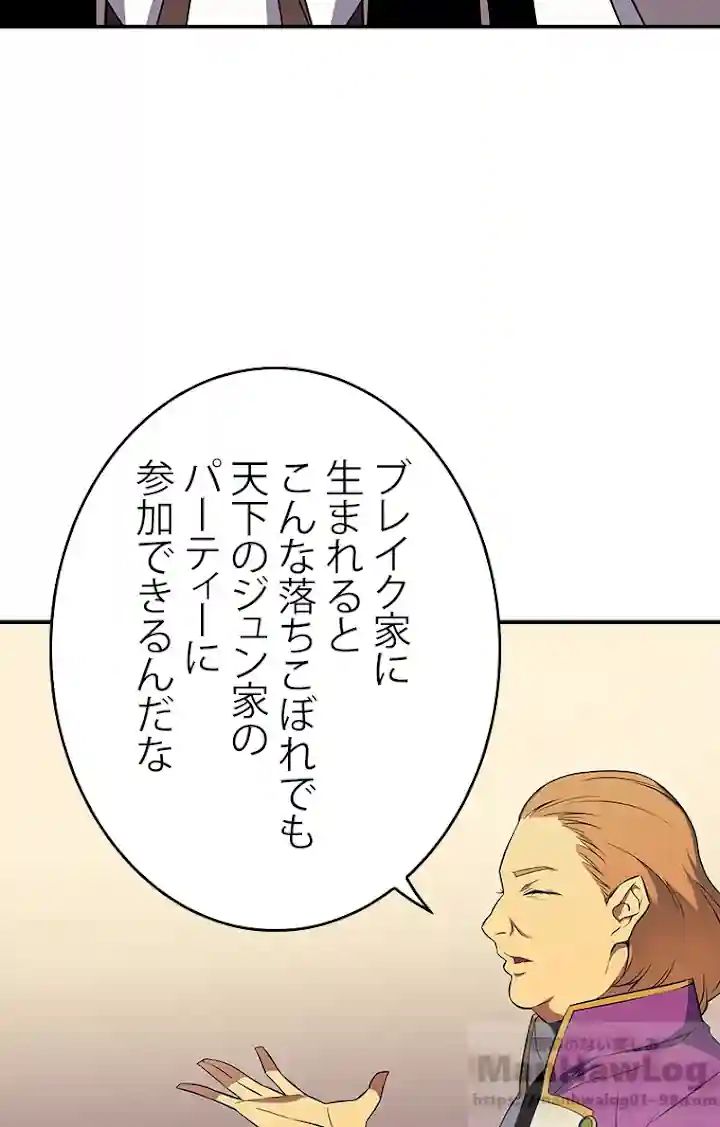 ブレイク家に
生まれると
こんな落ちこぼれでも
天下のジュン家の
パーティーに
参加できるんだな
ManHawLog